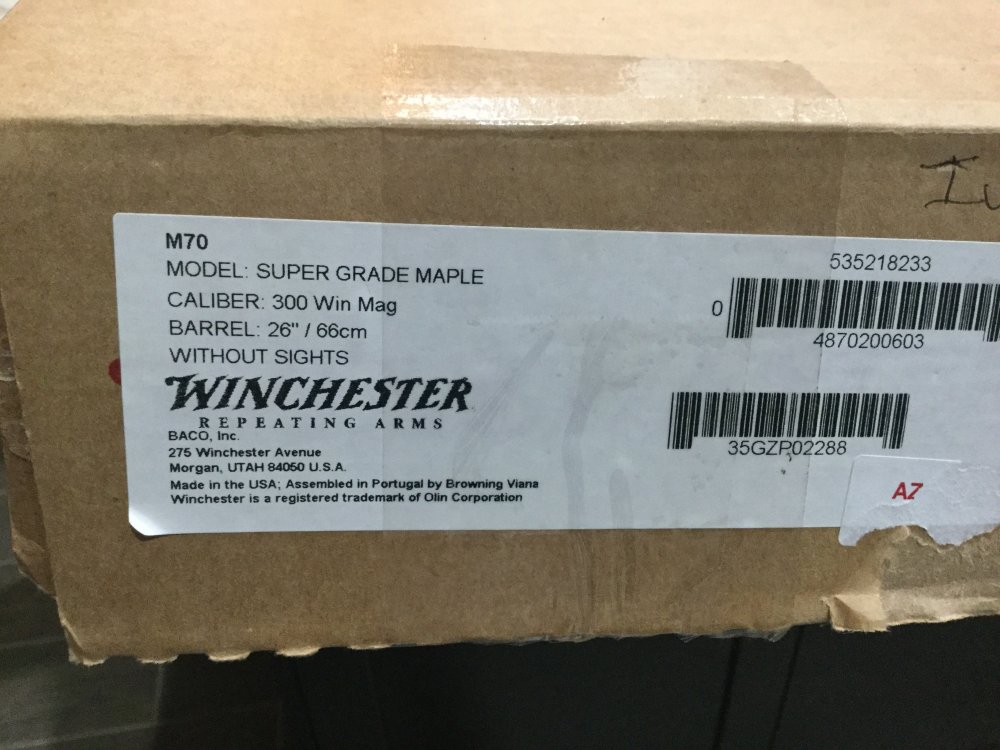 M70
MODEL: SUPER GRADE MAPLE
CALIBER: 300 Win Mag
BARREL: 26" / 66cm
WITHOUT SIGHTS
WINCHESTER
REPEATING ARMS
BACO, Inc.
275 Winchester Avenue
Morgan, UTAH 84050 U.S.A.
Made in the USA; Assembled in Portugal by Browning Viana
Winchester is a registered trademark of Olin Corporation
535218233
0
4870200603
35GZP02288
AZ